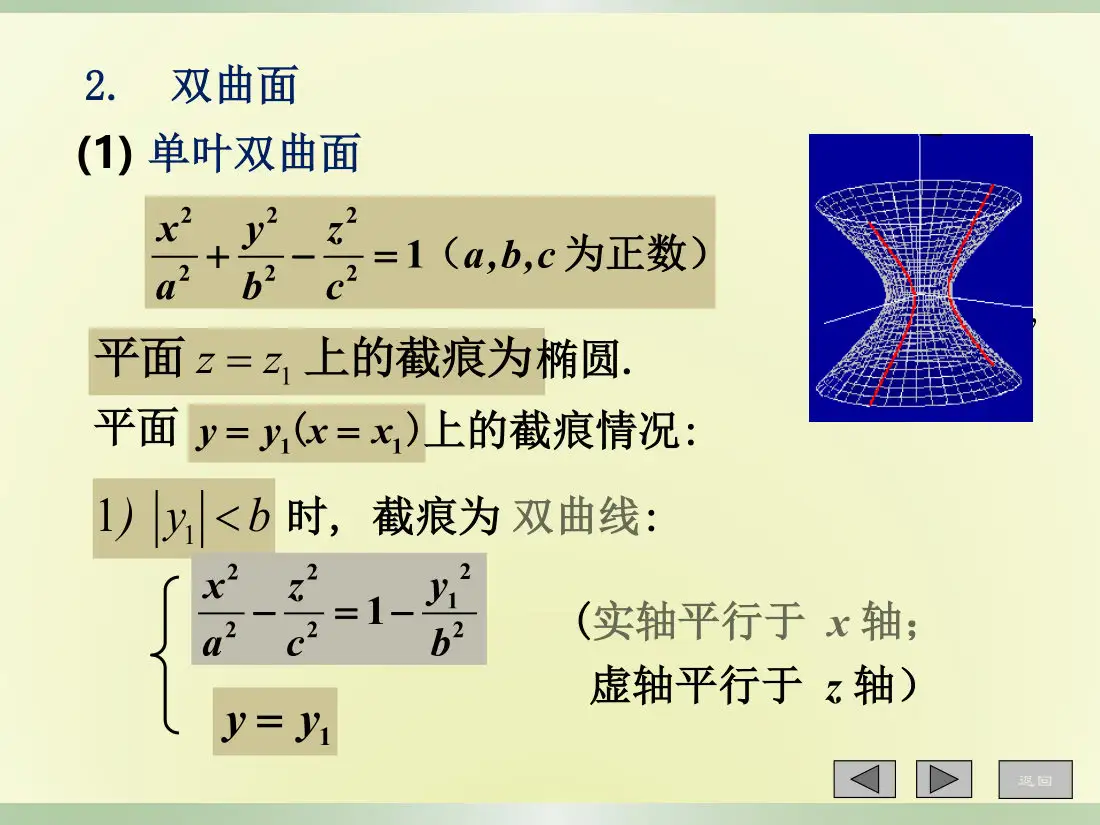 2. 双曲面
(1) 单叶双曲面
x²/a² + y²/b² − z²/c² = 1（a,b,c 为正数）
平面 z = z₁ 上的截痕为椭圆.
平面 y = y₁(x = x₁)上的截痕情况:
1) |y₁| < b 时, 截痕为 双曲线:
x²/a² − z²/c² = 1 − y₁²/b²
(实轴平行于 x 轴;
虚轴平行于 z 轴）
y = y₁
返回